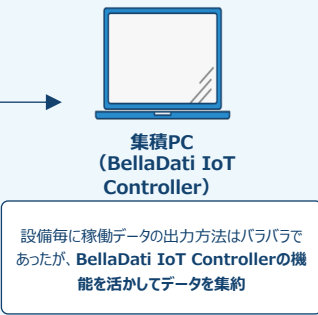 集積PC
（BellaDati IoT
Controller）
設備毎に稼働データの出力方法はバラバラで
あったが、BellaDati IoT Controllerの機
能を活かしてデータを集約